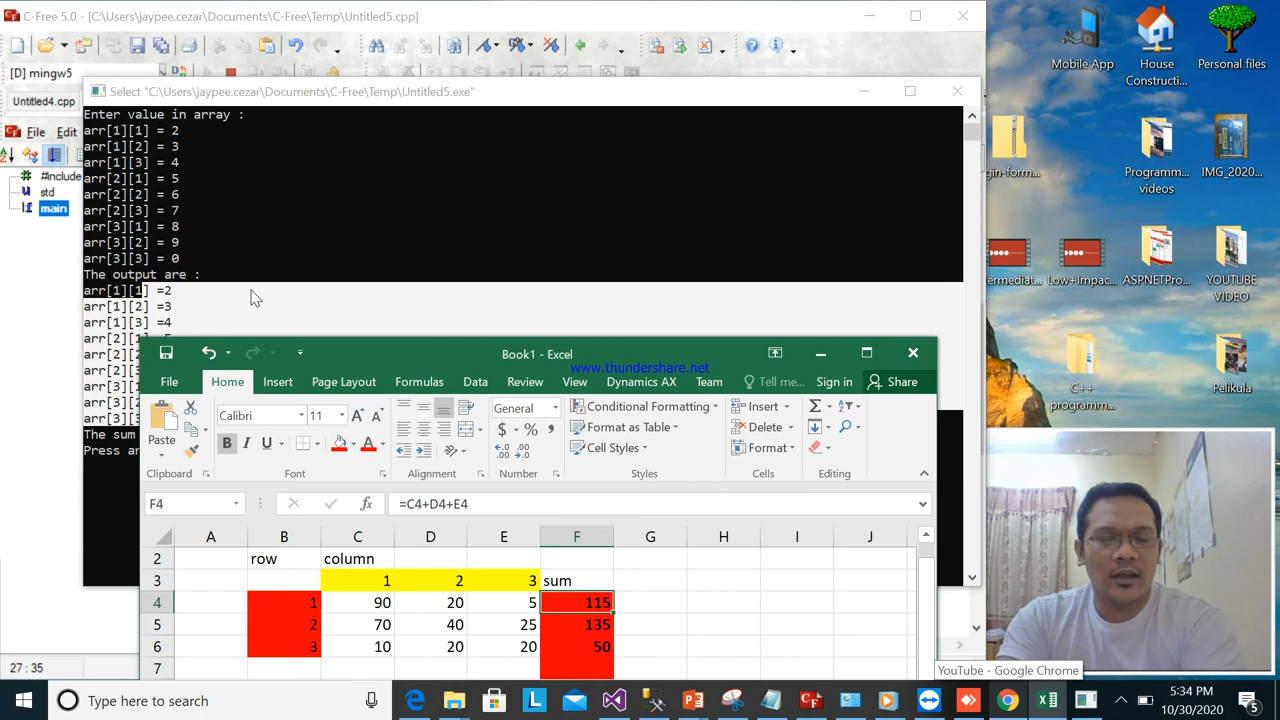 C-Free 5.0 - [C:\Users\jaypee.cezar\Documents\C-Free\Temp\Untitled5.cpp]
[D] mingw5
Untitled4.cpp
File Edit
#include
std
main
Select "C:\Users\jaypee.cezar\Documents\C-Free\Temp\Untitled5.exe"
Enter value in array :
arr[1][1] = 2
arr[1][2] = 3
arr[1][3] = 4
arr[2][1] = 5
arr[2][2] = 6
arr[2][3] = 7
arr[3][1] = 8
arr[3][2] = 9
arr[3][3] = 0
The output are :
arr[1][1] =2
arr[1][2] =3
arr[1][3] =4
The sum
Book1 - Excel
www.thundershare.net
File Home Insert Page Layout Formulas Data Review View Dynamics AX Team Tell me... Sign in Share
Paste
Calibri 11
B I U
General
$ % ,
Conditional Formatting
Format as Table
Cell Styles
Insert
Delete
Format
Clipboard Font Alignment Number Styles Cells Editing
F4 fx =C4+D4+E4
A B C D E F G H I J
2 row column
3 1 2 3 sum
4 1 90 20 5 115
5 2 70 40 25 135
6 3 10 20 20 50
7
27 : 35
Mobile App
House Constructi...
Personal files
Programm... videos
IMG_2020...
ASPNETPro...
Low+Impac...
YOUTUBE VIDEO
C++ programm...
Pelikula
YouTube - Google Chrome
Type here to search
5:34 PM
10/30/2020
5